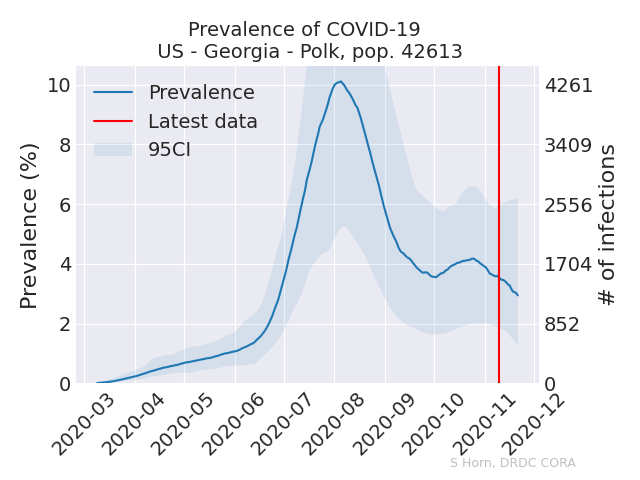 Prevalence of COVID-19
US - Georgia - Polk, pop. 42613
Prevalence
Latest data
95CI
Prevalence (%)
10
8
6
4
2
0
4261
3409
2556
1704
852
0
# of infections
2020-03
2020-04
2020-05
2020-06
2020-07
2020-08
2020-09
2020-10
2020-11
2020-12
S Horn, DRDC CORA